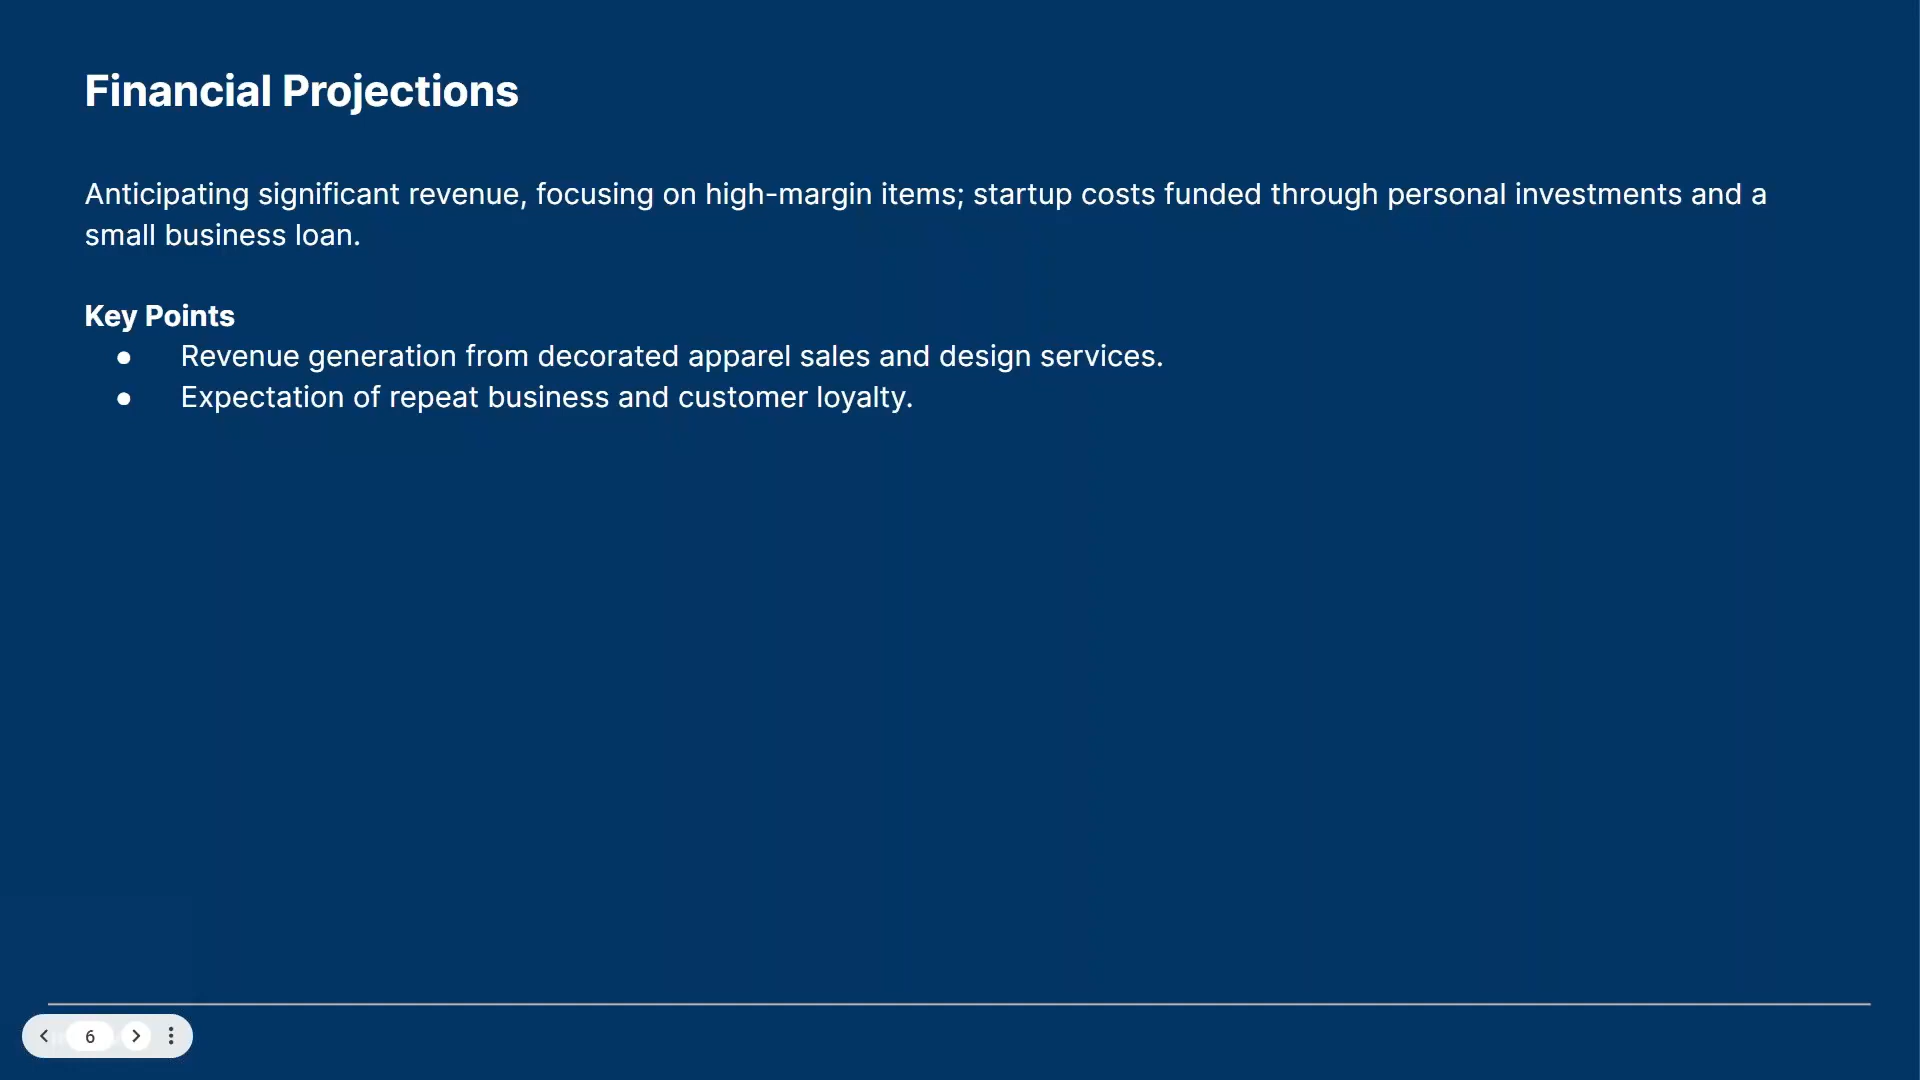 Financial Projections
Anticipating significant revenue, focusing on high-margin items; startup costs funded through personal investments and a
small business loan.
Key Points
● Revenue generation from decorated apparel sales and design services.
● Expectation of repeat business and customer loyalty.
6